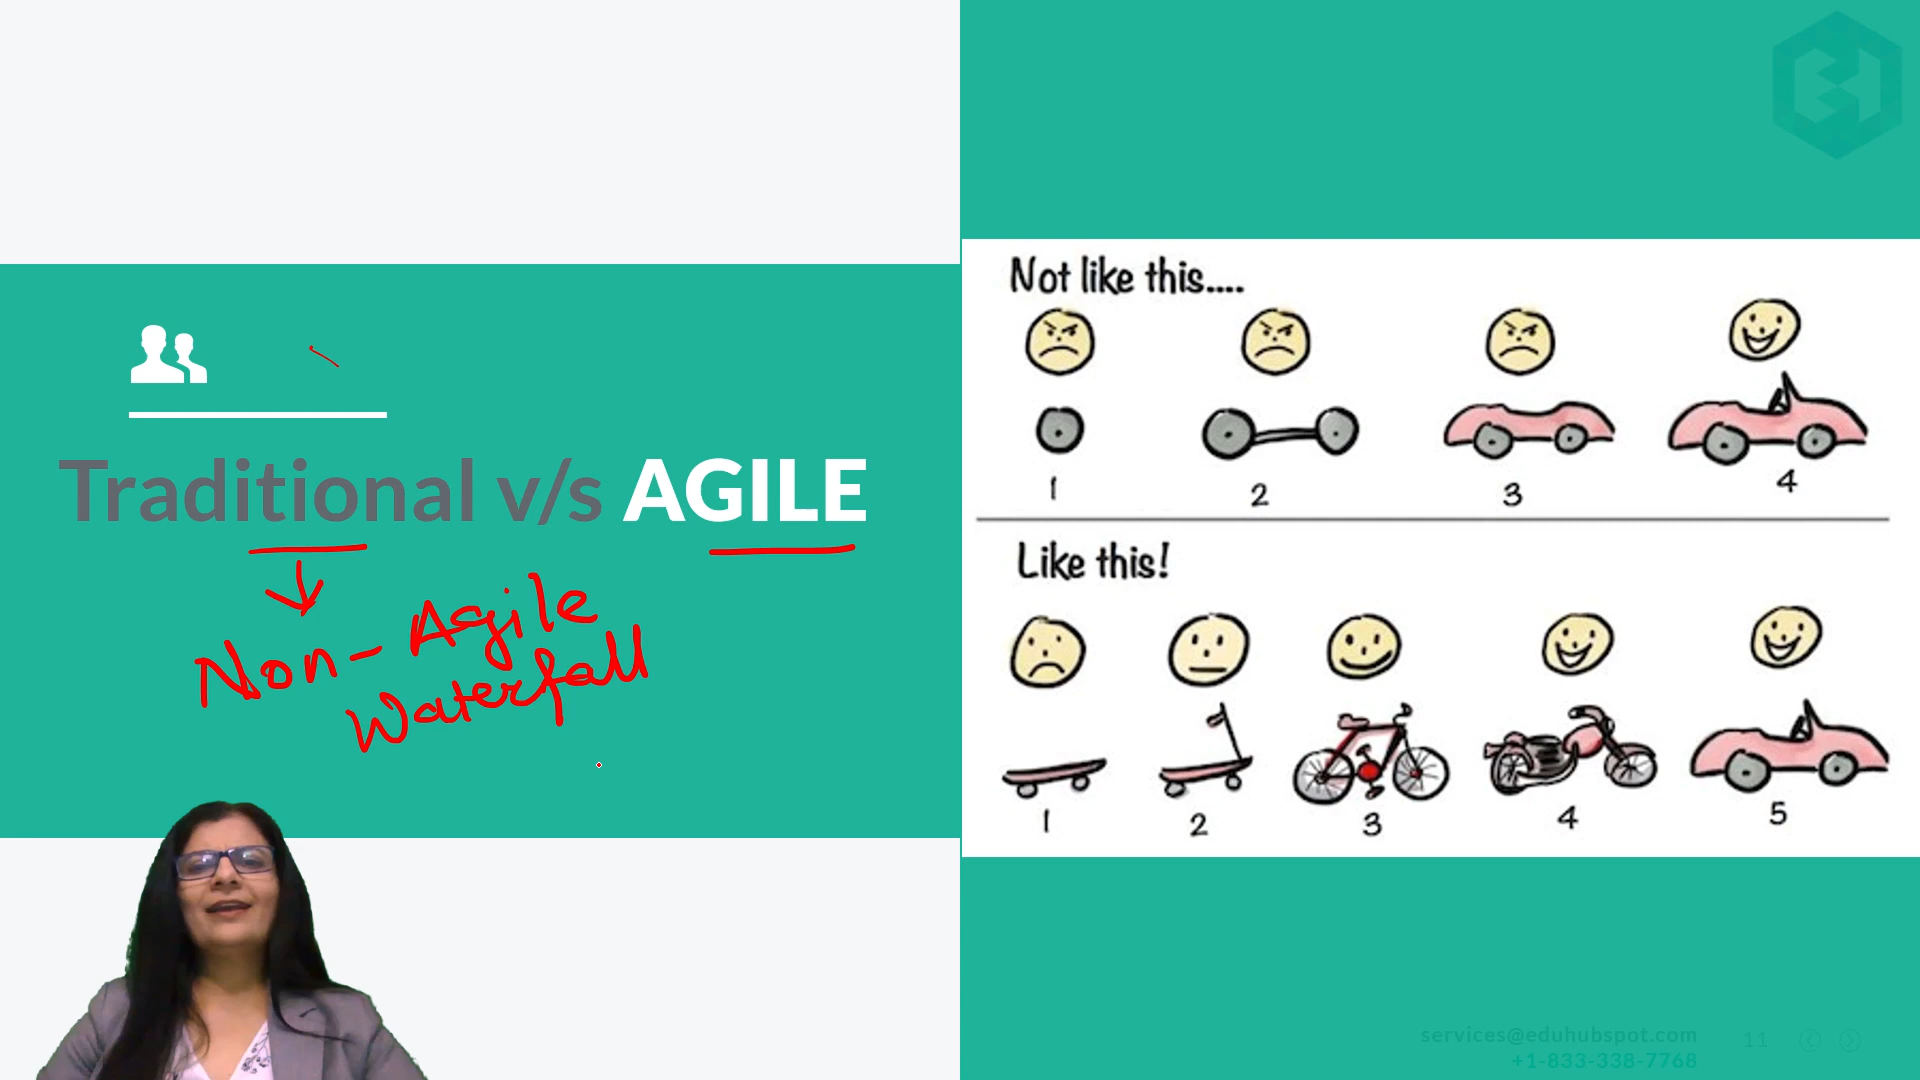 Traditional v/s AGILE
Non-Agile
Waterfall
Not like this....
1 2 3 4
Like this!
1 2 3 4 5
services@eduhubspot.com
+1-833-338-7768
11